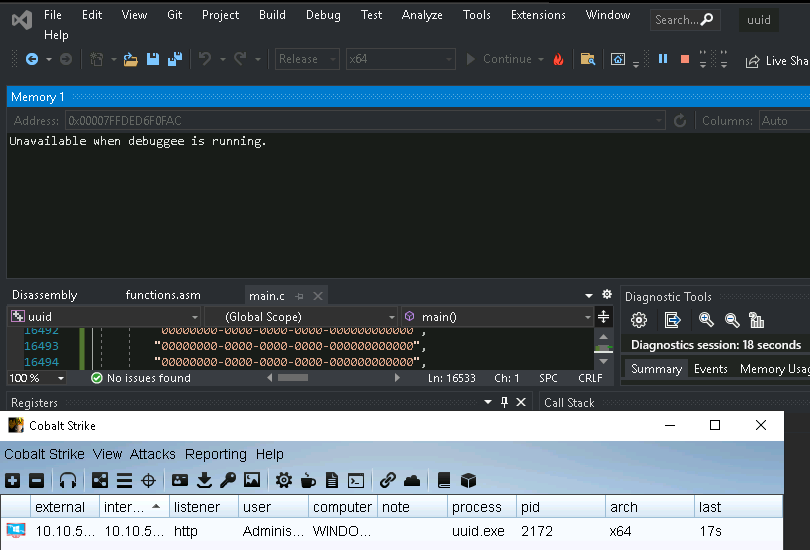 File Edit View Git Project Build Debug Test Analyze Tools Extensions Window Search... uuid
Help
Release x64 Continue Live Sha
Memory 1
Address: 0x00007FFDED6F0FAC Columns: Auto
Unavailable when debuggee is running.
Disassembly functions.asm main.c
uuid (Global Scope) main()
16492 "00000000-0000-0000-0000-000000000000",
16493 "00000000-0000-0000-0000-000000000000",
16494 "00000000-0000-0000-0000-000000000000",
100 % No issues found Ln: 16533 Ch: 1 SPC CRLF
Diagnostic Tools
Diagnostics session: 18 seconds
Summary Events Memory Usag
Registers Call Stack
Cobalt Strike
Cobalt Strike View Attacks Reporting Help
external inter... listener user computer note process pid arch last
10.10.5... 10.10.5... http Adminis... WINDO... uuid.exe 2172 x64 17s